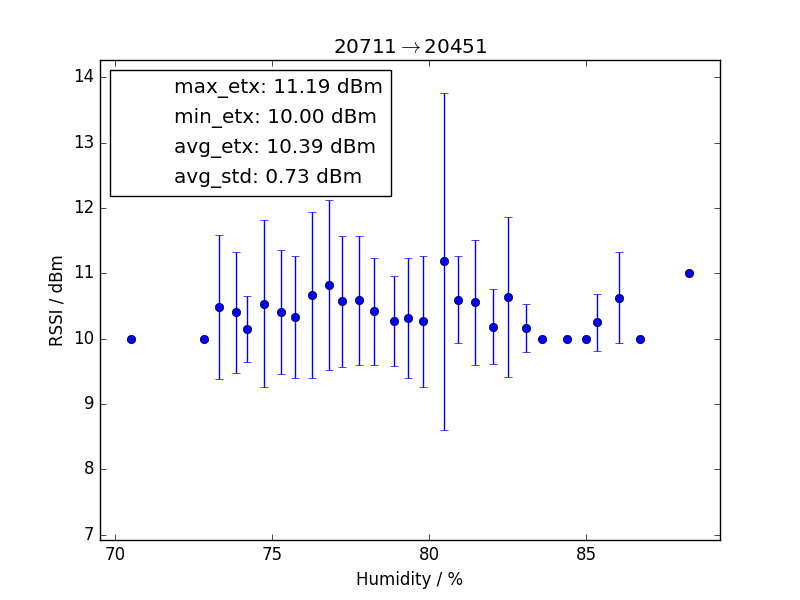 20711→20451
max_etx: 11.19 dBm
min_etx: 10.00 dBm
avg_etx: 10.39 dBm
avg_std: 0.73 dBm
14
13
12
11
10
9
8
7
RSSI / dBm
70 75 80 85
Humidity / %